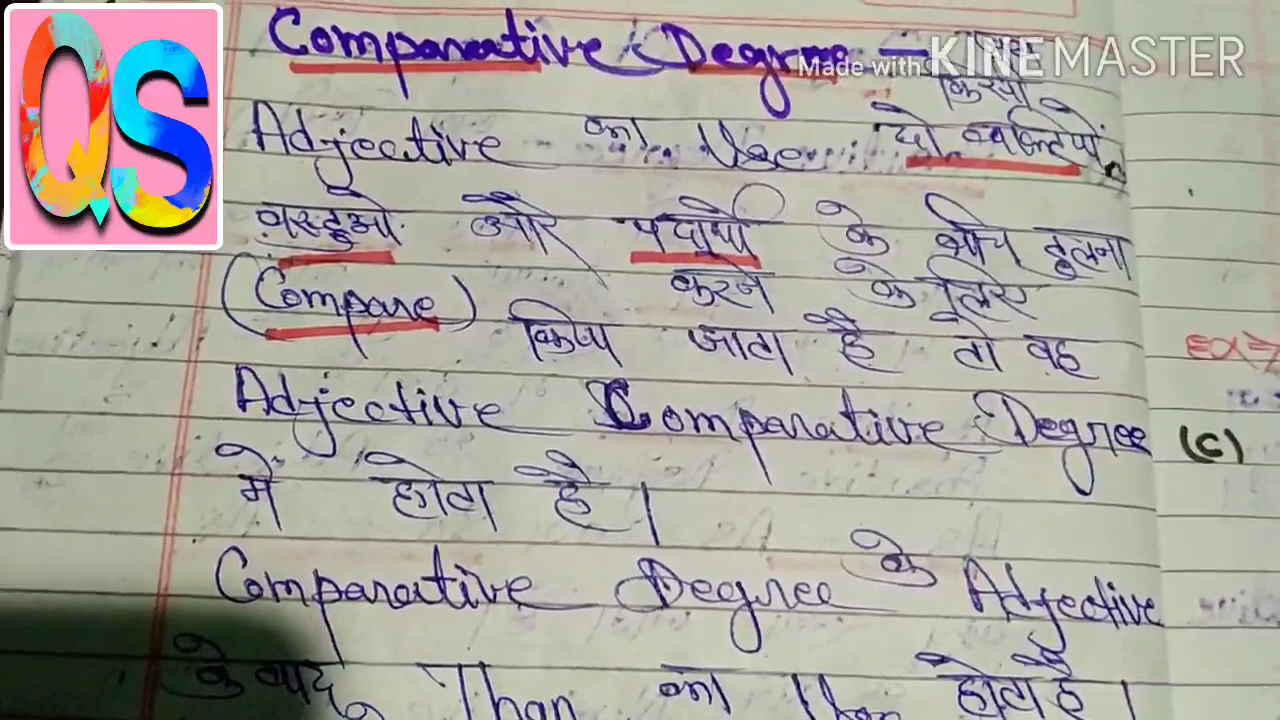 QS
Comparative Degree — 
Made with KINEMASTER
किसी
Adjective का Use दो व्यक्तियों,
वस्तुओ और पदार्थो के बीच तुलना
(Compare) करने के लिए
किया जाता है तो वह
Adjective Comparative Degree (C)
में होता है।
Comparative Degree के Adjective
के बाद Than का Use होता है।
Ex⇒